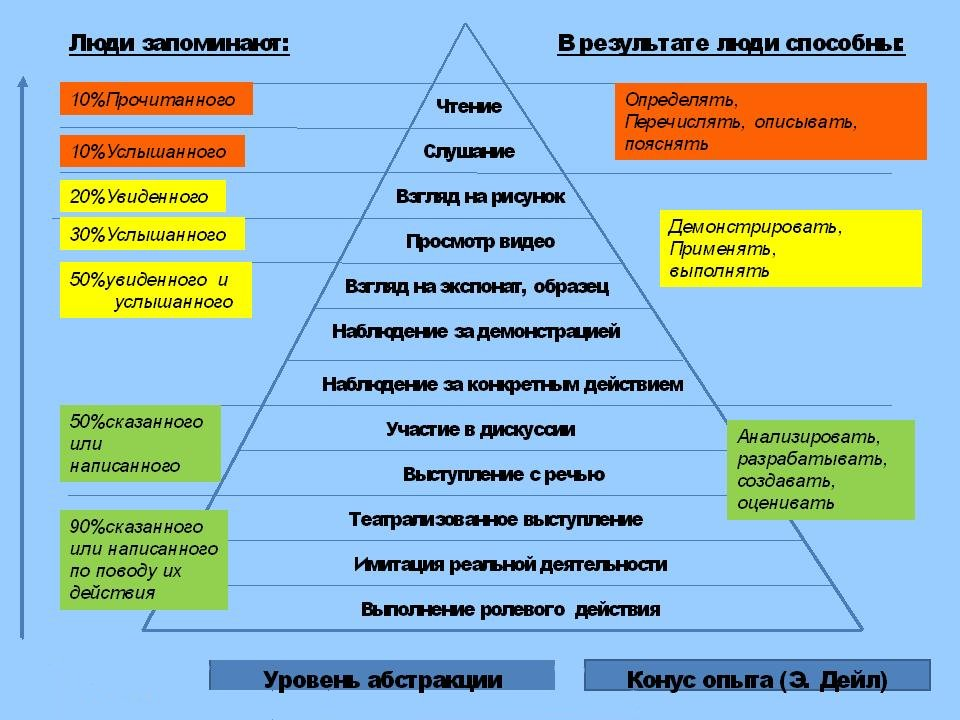 Люди запоминают:
В результате люди способны:
10%Прочитанного
10%Услышанного
20%Увиденного
30%Услышанного
50%увиденного и
услышанного
50%сказанного
или
написанного
90%сказанного
или написанного
по поводу их
действия
Чтение
Слушание
Взгляд на рисунок
Просмотр видео
Взгляд на экспонат, образец
Наблюдение за демонстрацией
Наблюдение за конкретным действием
Участие в дискуссии
Выступление с речью
Театрализованное выступление
Имитация реальной деятельности
Выполнение ролевого действия
Определять,
Перечислять, описывать,
пояснять
Демонстрировать,
Применять,
выполнять
Анализировать,
разрабатывать,
создавать,
оценивать
Уровень абстракции
Конус опыта (Э. Дейл)